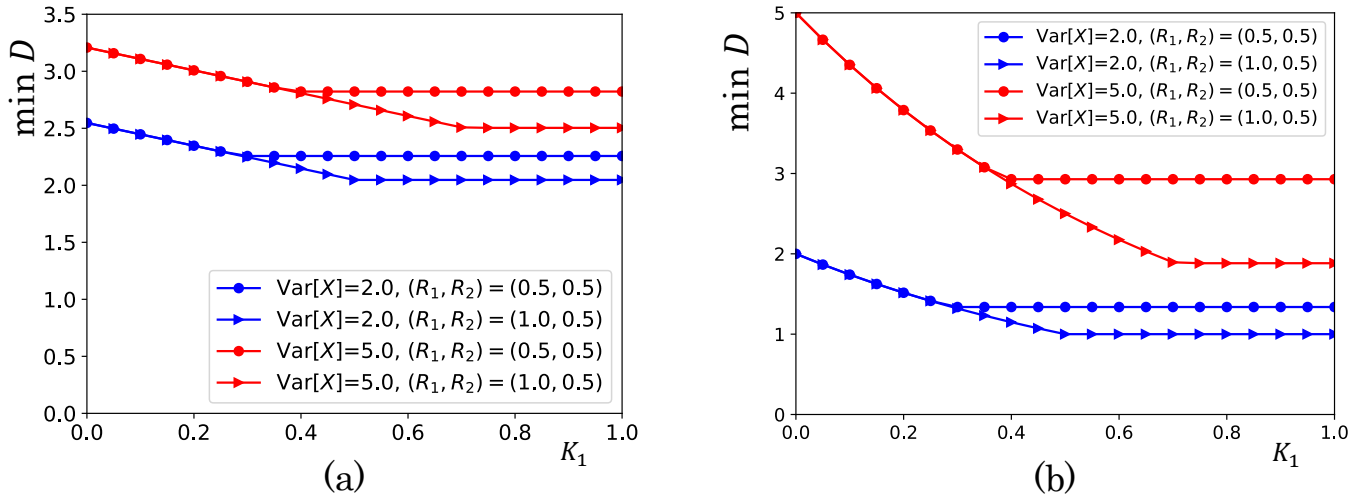 min D
3.5
3.0
2.5
2.0
1.5
1.0
0.5
0.0
Var[X]=2.0, (R₁, R₂) = (0.5, 0.5)
Var[X]=2.0, (R₁, R₂) = (1.0, 0.5)
Var[X]=5.0, (R₁, R₂) = (0.5, 0.5)
Var[X]=5.0, (R₁, R₂) = (1.0, 0.5)
0.0 0.2 0.4 0.6 0.8 1.0
K₁
(a)
min D
5
4
3
2
1
0
Var[X]=2.0, (R₁, R₂) = (0.5, 0.5)
Var[X]=2.0, (R₁, R₂) = (1.0, 0.5)
Var[X]=5.0, (R₁, R₂) = (0.5, 0.5)
Var[X]=5.0, (R₁, R₂) = (1.0, 0.5)
0.0 0.2 0.4 0.6 0.8 1.0
K₁
(b)